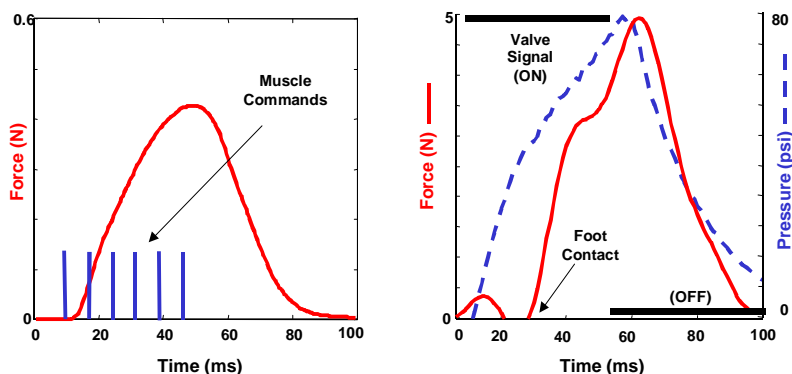 0.6
Muscle
Commands
Force (N)
0
0 20 40 60 80 100
Time (ms)
5
Valve
Signal
(ON)
80
Force (N)
Pressure (psi)
Foot
Contact
(OFF)
0
0
0 20 40 60 80 100
Time (ms)